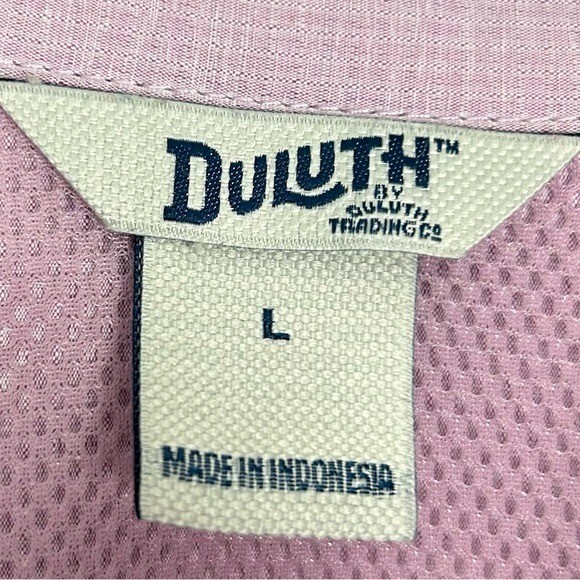 DULUTH™
BY
DULUTH
TRADING Co
L
MADE IN INDONESIA